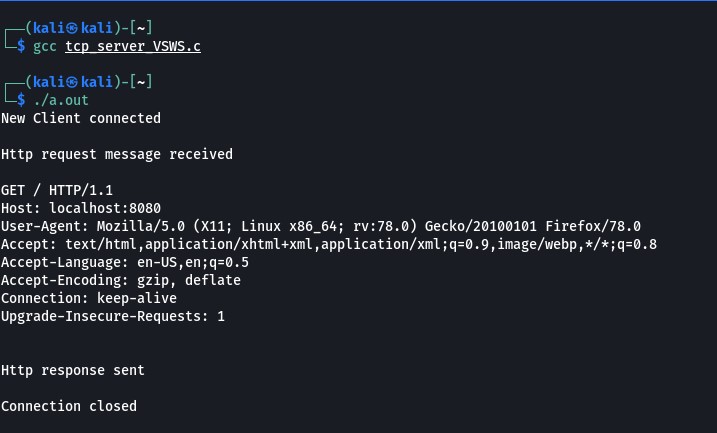 ┌──(kali㉿kali)-[~]
└─$ gcc tcp_server_VSWS.c
┌──(kali㉿kali)-[~]
└─$ ./a.out
New Client connected
Http request message received
GET / HTTP/1.1
Host: localhost:8080
User-Agent: Mozilla/5.0 (X11; Linux x86_64; rv:78.0) Gecko/20100101 Firefox/78.0
Accept: text/html,application/xhtml+xml,application/xml;q=0.9,image/webp,*/*;q=0.8
Accept-Language: en-US,en;q=0.5
Accept-Encoding: gzip, deflate
Connection: keep-alive
Upgrade-Insecure-Requests: 1
Http response sent
Connection closed